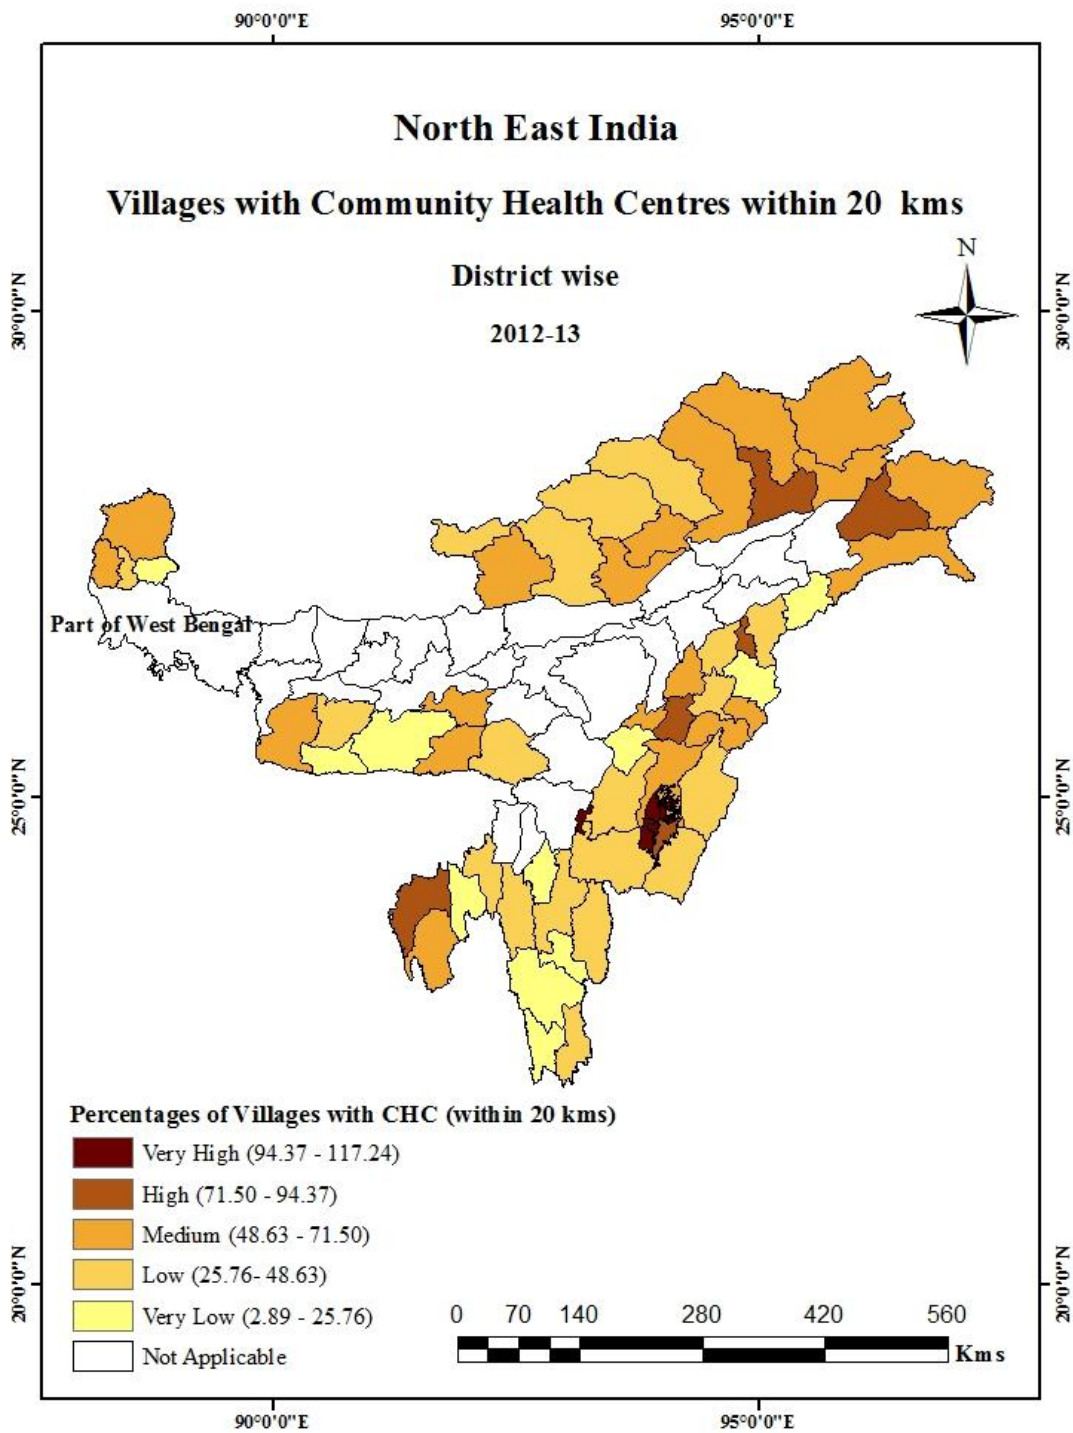 90°0'0"E 95°0'0"E
North East India
Villages with Community Health Centres within 20 kms
District wise
2012-13
N
30°0'0"N 30°0'0"N
Part of West Bengal
25°0'0"N 25°0'0"N
Percentages of Villages with CHC (within 20 kms)
Very High (94.37 - 117.24)
High (71.50 - 94.37)
Medium (48.63 - 71.50)
Low (25.76- 48.63)
Very Low (2.89 - 25.76)
Not Applicable
20°0'0"N 20°0'0"N
0 70 140 280 420 560
Kms
90°0'0"E 95°0'0"E